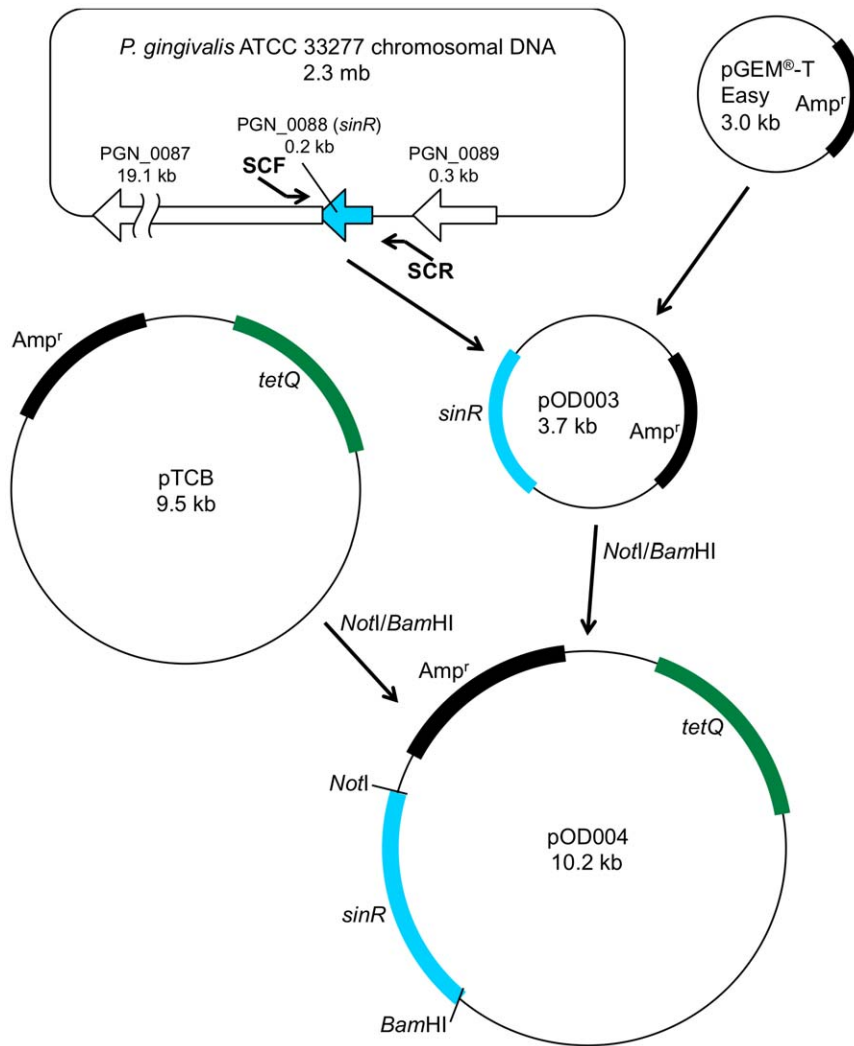 P. gingivalis ATCC 33277 chromosomal DNA
2.3 mb
PGN_0088 (sinR)
0.2 kb
PGN_0087
19.1 kb
SCF
PGN_0089
0.3 kb
SCR
pGEM®-T
Easy
3.0 kb
Ampʳ
Ampʳ
tetQ
pTCB
9.5 kb
sinR
pOD003
3.7 kb
Ampʳ
NotI/BamHI
NotI/BamHI
Ampʳ
tetQ
NotI
pOD004
10.2 kb
sinR
BamHI